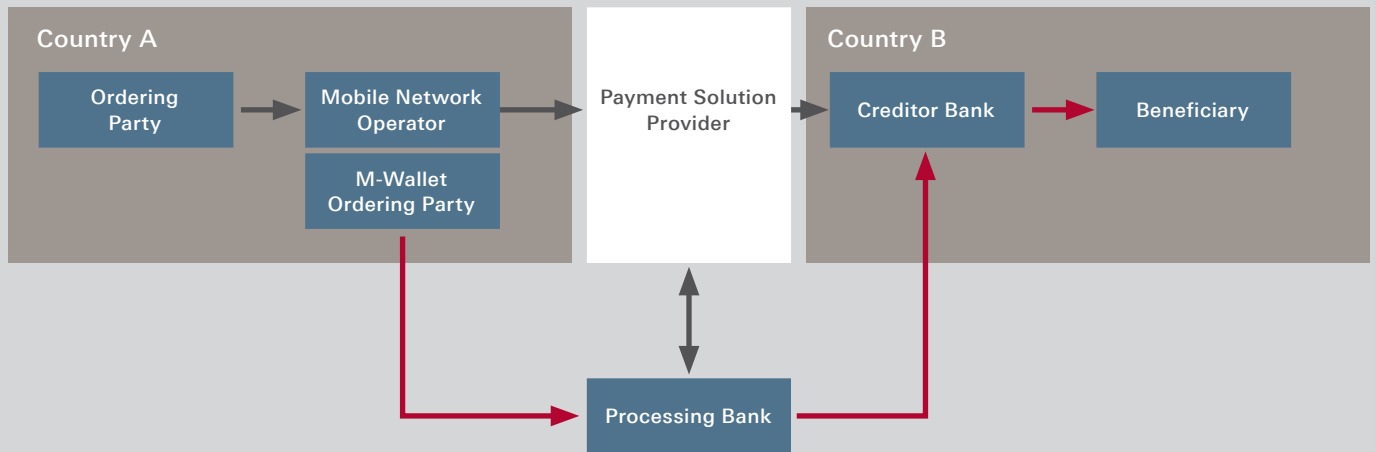 Country A
Ordering
Party
Mobile Network
Operator
M-Wallet
Ordering Party
Payment Solution
Provider
Country B
Creditor Bank
Beneficiary
Processing Bank